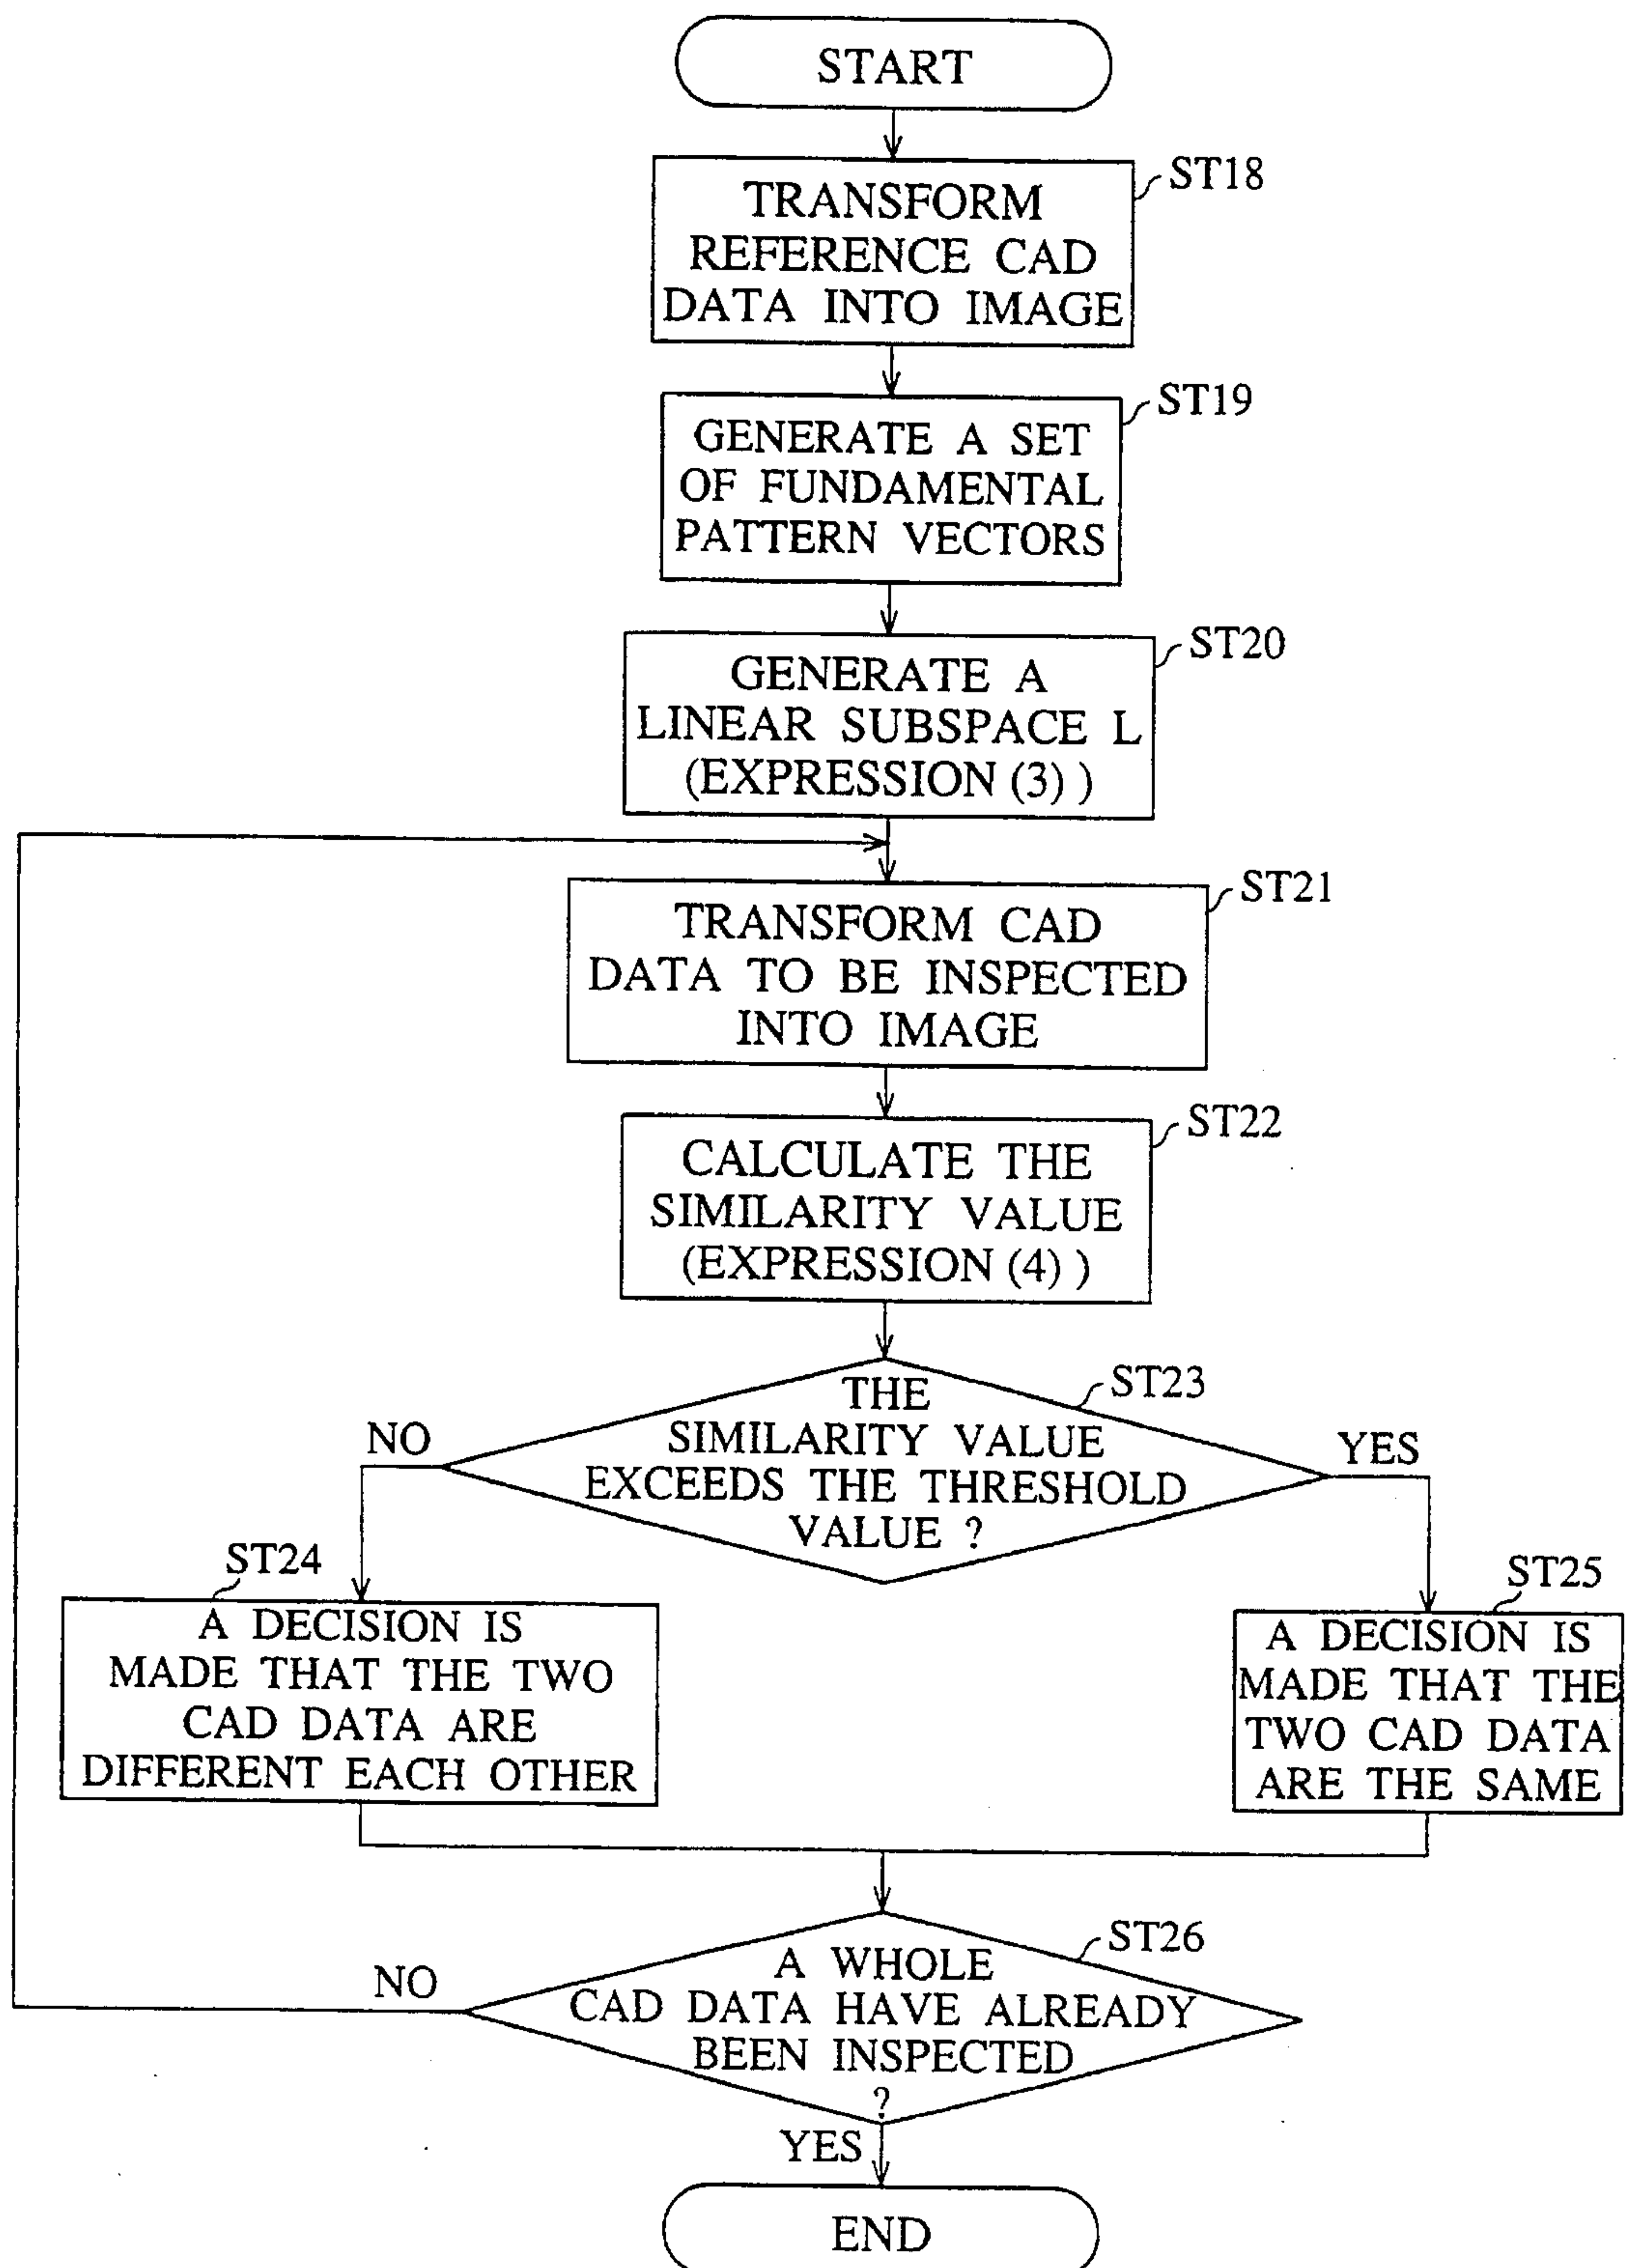 START
ST18
TRANSFORM
REFERENCE CAD
DATA INTO IMAGE
ST19
GENERATE A SET
OF FUNDAMENTAL
PATTERN VECTORS
ST20
GENERATE A
LINEAR SUBSPACE L
(EXPRESSION (3) )
ST21
TRANSFORM CAD
DATA TO BE INSPECTED
INTO IMAGE
ST22
CALCULATE THE
SIMILARITY VALUE
(EXPRESSION (4) )
ST23
THE
SIMILARITY VALUE
EXCEEDS THE THRESHOLD
VALUE ?
NO
YES
ST24
A DECISION IS
MADE THAT THE TWO
CAD DATA ARE
DIFFERENT EACH OTHER
ST25
A DECISION IS
MADE THAT THE
TWO CAD DATA
ARE THE SAME
ST26
A WHOLE
CAD DATA HAVE ALREADY
BEEN INSPECTED
?
NO
YES
END